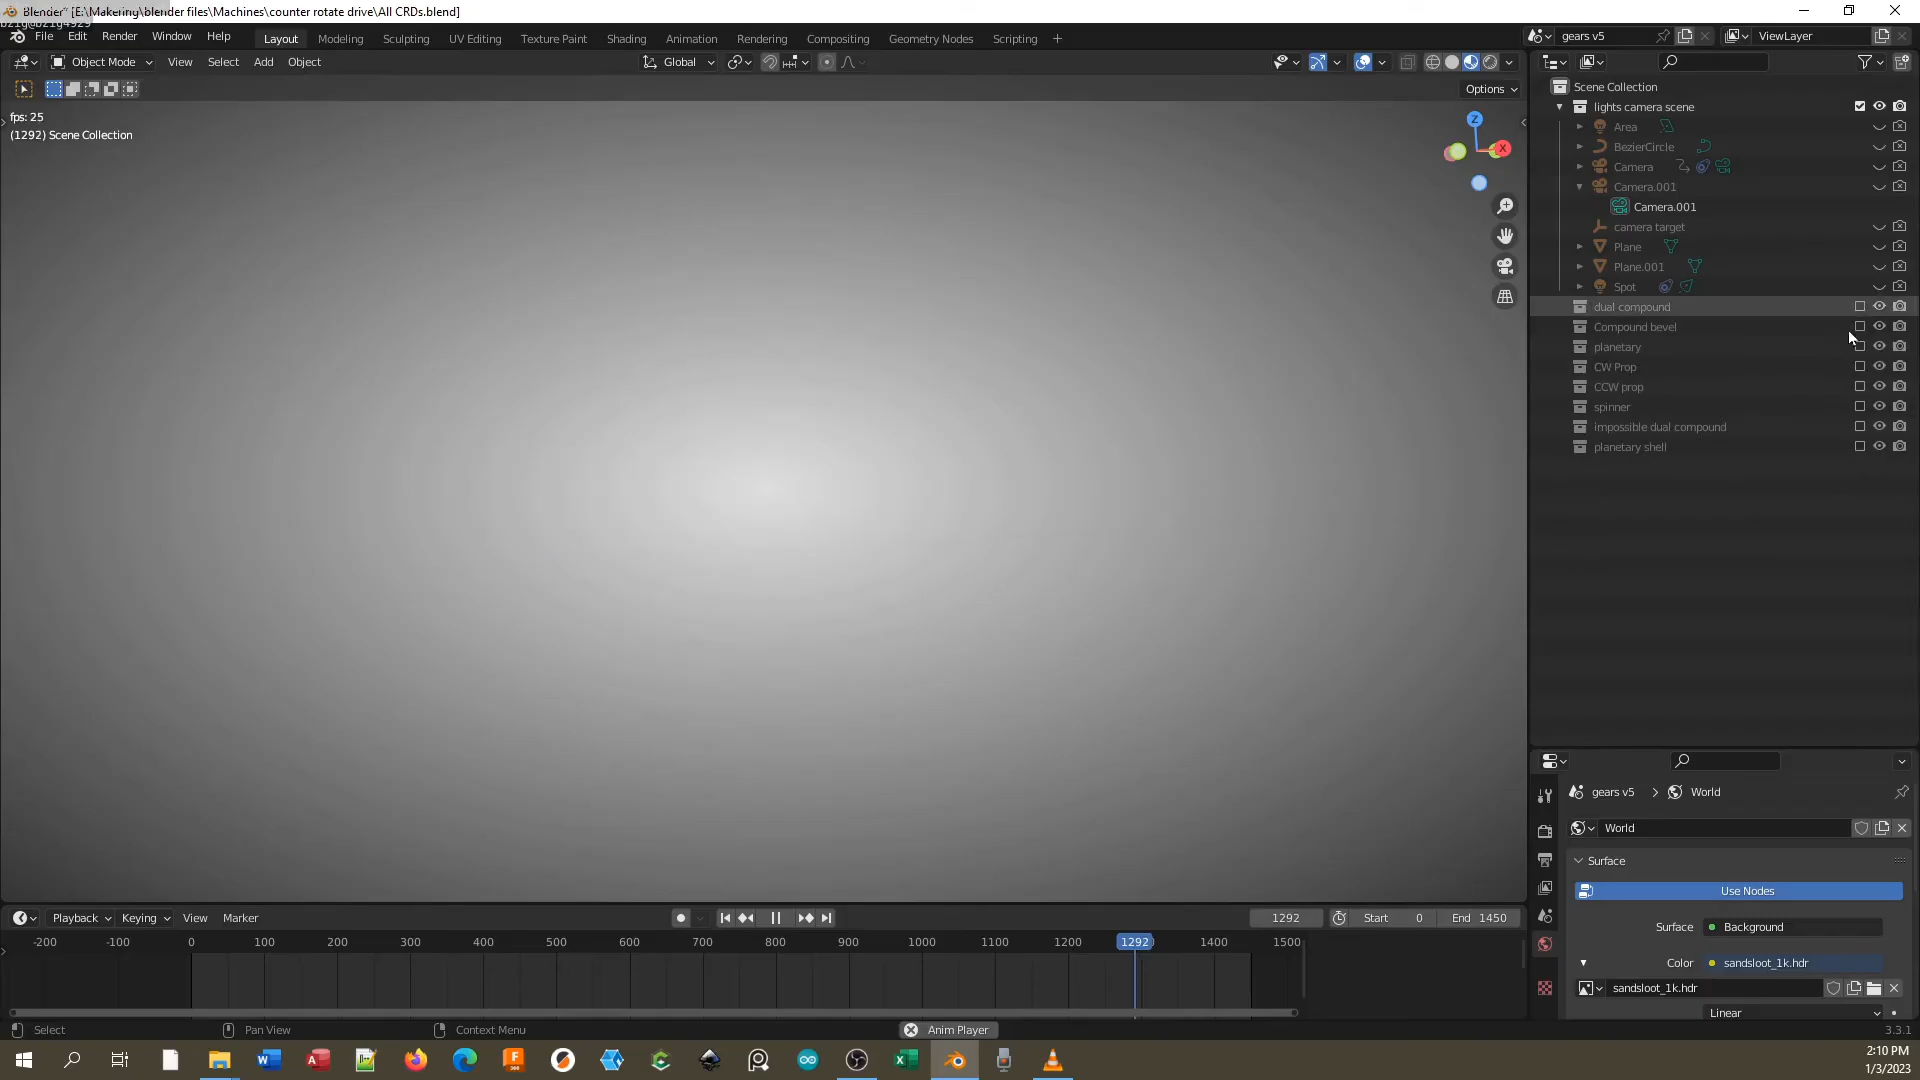 Blender* [E:\Makering\blender files\Machines\counter rotate drive\All CRDs.blend]
File Edit Render Window Help Layout Modeling Sculpting UV Editing Texture Paint Shading Animation Rendering Compositing Geometry Nodes Scripting + gears v5 ViewLayer
Object Mode View Select Add Object Global
Options
fps: 25
(1292) Scene Collection
Z
X
Scene Collection
lights camera scene
Area
BezierCircle
Camera
Camera.001
Camera.001
camera target
Plane
Plane.001
Spot
dual compound
Compound bevel
planetary
CW Prop
CCW prop
spinner
impossible dual compound
planetary shell
gears v5 > World
World
Surface
Use Nodes
Surface Background
Color sandsloot_1k.hdr
sandsloot_1k.hdr
Linear
Playback Keying View Marker 1292 Start 0 End 1450
-200 -100 0 100 200 300 400 500 600 700 800 900 1000 1100 1200 1292 1400 1500
Select Pan View Context Menu Anim Player 3.3.1
2:10 PM
1/3/2023